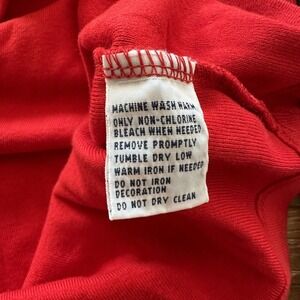 MACHINE WASH WARM
ONLY NON-CHLORINE
BLEACH WHEN NEEDED
REMOVE PROMPTLY
TUMBLE DRY LOW
WARM IRON IF NEEDED
DO NOT IRON
DECORATION
DO NOT DRY CLEAN